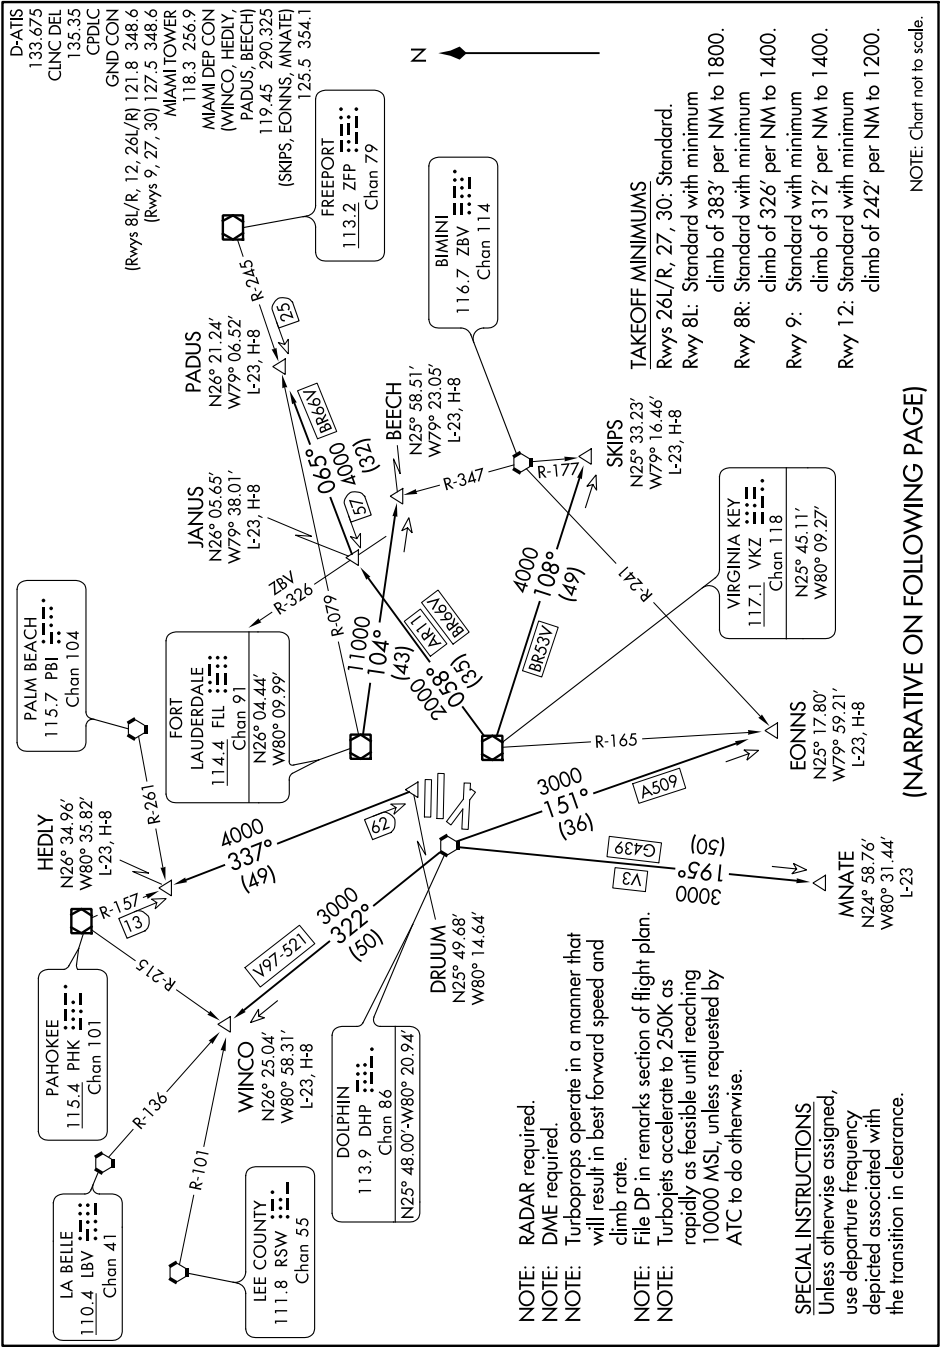 D-ATIS
133.675
CLNC DEL
135.35
CPDLC
GND CON
(Rwys 8L/R, 12, 26L/R) 121.8 348.6
(Rwys 9, 27, 30) 127.5 348.6
MIAMI TOWER
118.3 256.9
MIAMI DEP CON
(WINCO, HEDLY,
PADUS, BEECH)
119.45 290.325
(SKIPS, EONNS, MNATE)
125.5 354.1
N
LA BELLE
110.4 LBV
Chan 41
PAHOKEE
115.4 PHK
Chan 101
PALM BEACH
115.7 PBI
Chan 104
FREEPORT
113.2 ZFP
Chan 79
LEE COUNTY
111.8 RSW
Chan 55
DOLPHIN
113.9 DHP
Chan 86
N25° 48.00'-W80° 20.94'
FORT
LAUDERDALE
114.4 FLL
Chan 91
N26° 04.44'
W80° 09.99'
BIMINI
116.7 ZBV
Chan 114
VIRGINIA KEY
117.1 VKZ
Chan 118
N25° 45.11'
W80° 09.27'
HEDLY
N26° 34.96'
W80° 35.82'
L-23, H-8
WINCO
N26° 25.04'
W80° 58.31'
L-23, H-8
JANUS
N26° 05.65'
W79° 38.01'
L-23, H-8
PADUS
N26° 21.24'
W79° 06.52'
L-23, H-8
BEECH
N25° 58.51'
W79° 23.05'
L-23, H-8
SKIPS
N25° 33.23'
W79° 16.46'
L-23, H-8
DRUUM
N25° 49.68'
W80° 14.64'
EONNS
N25° 17.80'
W79° 59.21'
L-23, H-8
MNATE
N24° 58.76'
W80° 31.44'
L-23
R-136
R-101
R-215
R-157
13
R-261
R-245
25
R-079
ZBV
R-326
R-347
R-177
R-241
R-165
V97-521
3000
322°
(50)
4000
337°
(49)
62
11000
104°
(43)
2000
058°
(35)
AR11
BR66V
57
065°
4000
(32)
BR66V
4000
108°
(49)
BR53V
3000
151°
(36)
A509
V3
G439
3000
195°
(50)
NOTE: RADAR required.
NOTE: DME required.
NOTE: Turboprops operate in a manner that
will result in best forward speed and
climb rate.
NOTE: File DP in remarks section of flight plan.
NOTE: Turbojets accelerate to 250K as
rapidly as feasible until reaching
10000 MSL, unless requested by
ATC to do otherwise.
SPECIAL INSTRUCTIONS
Unless otherwise assigned,
use departure frequency
depicted associated with
the transition in clearance.
TAKEOFF MINIMUMS
Rwys 26L/R, 27, 30: Standard.
Rwy 8L: Standard with minimum
climb of 383' per NM to 1800.
Rwy 8R: Standard with minimum
climb of 326' per NM to 1400.
Rwy 9: Standard with minimum
climb of 312' per NM to 1400.
Rwy 12: Standard with minimum
climb of 242' per NM to 1200.
NOTE: Chart not to scale.
(NARRATIVE ON FOLLOWING PAGE)